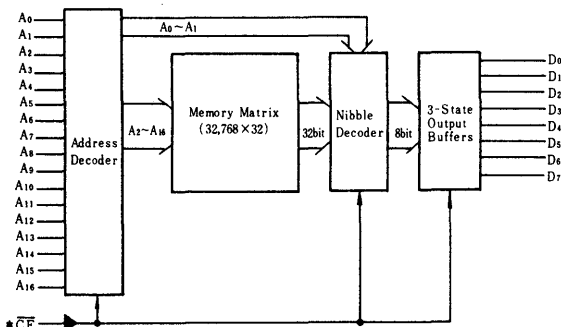 A0
A1
A2
A3
A4
A5
A6
A7
A8
A9
A10
A11
A12
A13
A14
A15
A16
*CE
Address
Decoder
A0~A1
A2~A16
Memory Matrix
(32,768×32)
32bit
Nibble
Decoder
8bit
3-State
Output
Buffers
D0
D1
D2
D3
D4
D5
D6
D7